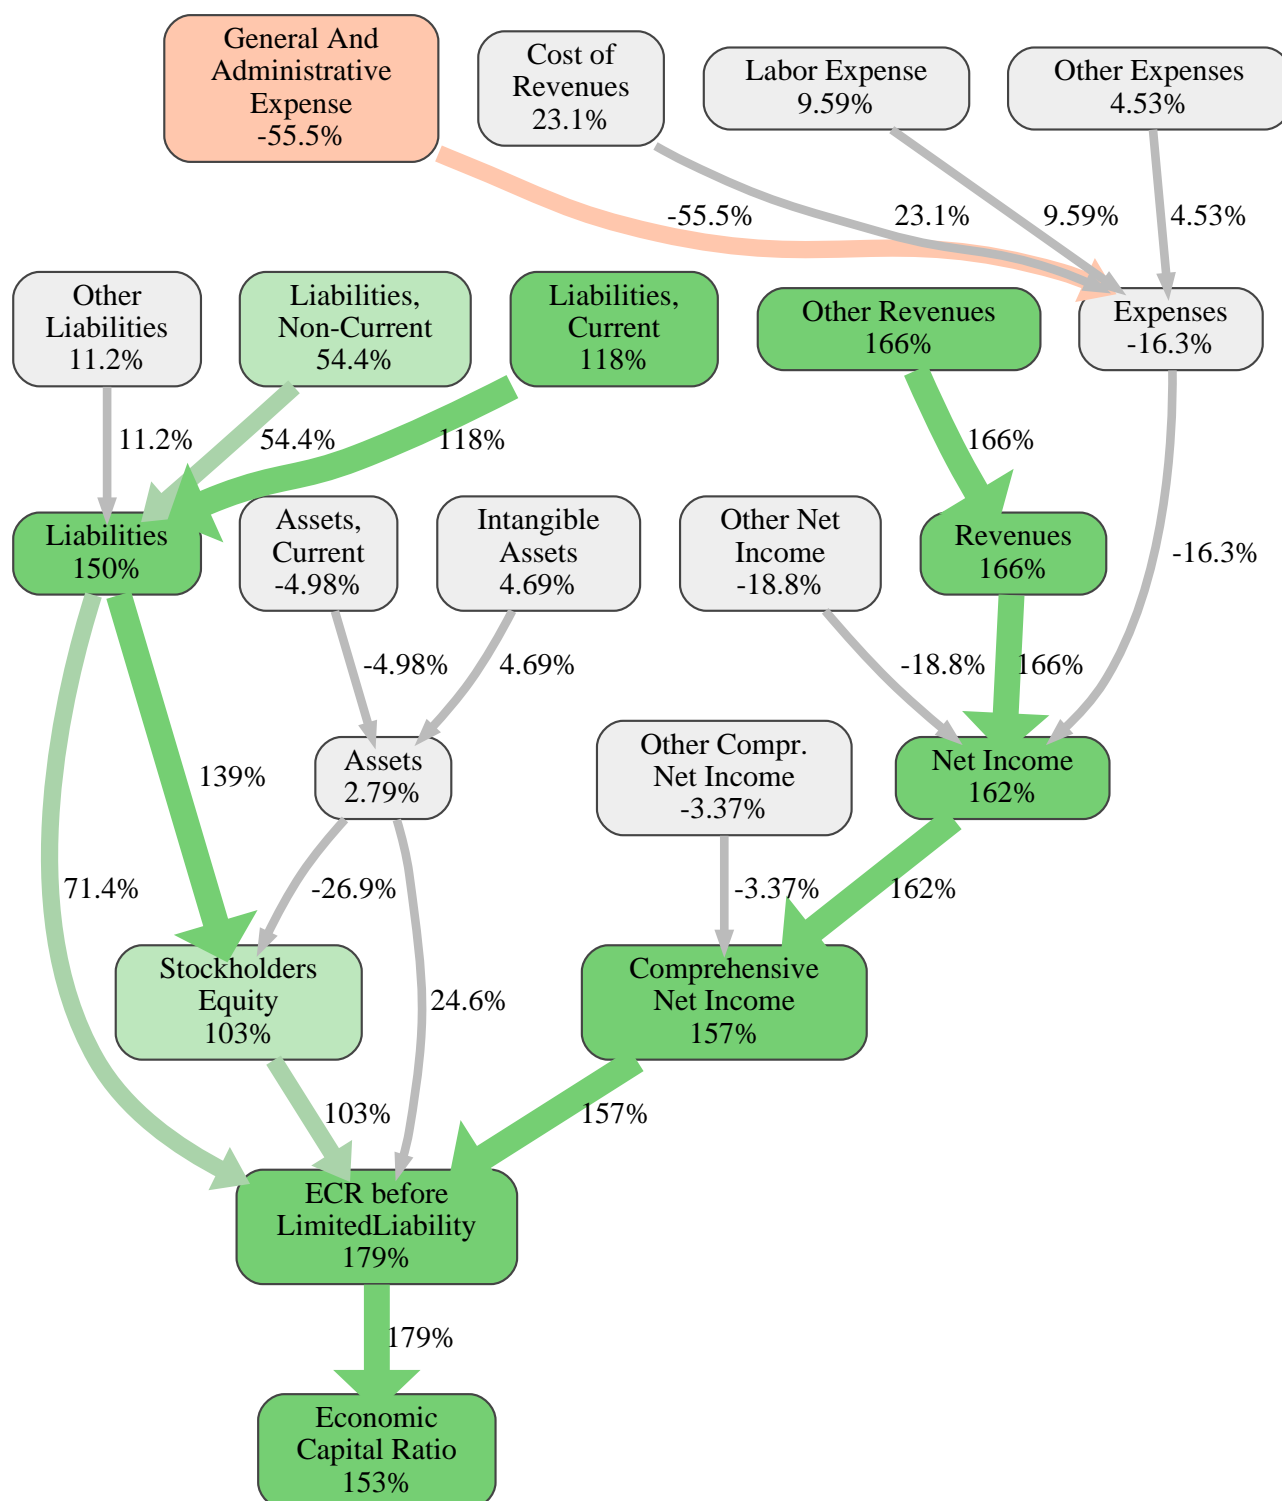 General And
Administrative
Expense
-55.5%
Cost of
Revenues
23.1%
Labor Expense
9.59%
Other Expenses
4.53%
-55.5%
23.1%
9.59%
4.53%
Other
Liabilities
11.2%
Liabilities,
Non-Current
54.4%
Liabilities,
Current
118%
Other Revenues
166%
Expenses
-16.3%
11.2%
54.4%
118%
166%
-16.3%
Liabilities
150%
Assets,
Current
-4.98%
Intangible
Assets
4.69%
Other Net
Income
-18.8%
Revenues
166%
-4.98%
4.69%
-18.8%
166%
139%
Assets
2.79%
Other Compr.
Net Income
-3.37%
Net Income
162%
71.4%
-26.9%
24.6%
-3.37%
162%
Stockholders
Equity
103%
Comprehensive
Net Income
157%
103%
157%
ECR before
LimitedLiability
179%
179%
Economic
Capital Ratio
153%